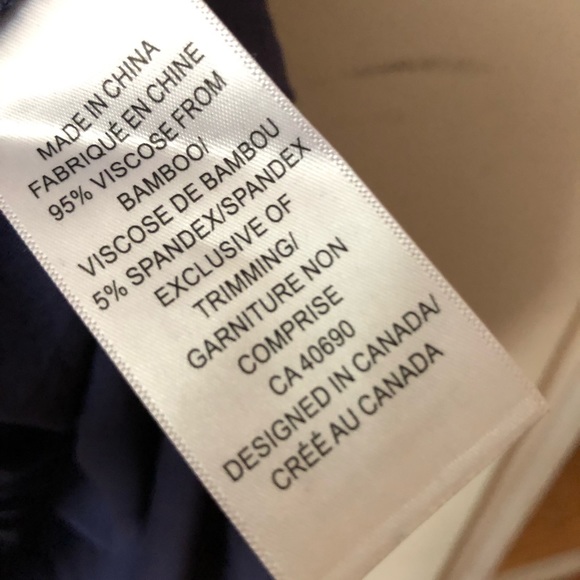 MADE IN CHINA
FABRIQUÉ EN CHINE
95% VISCOSE FROM
BAMBOO/
VISCOSE DE BAMBOU
5% SPANDEX/SPANDEX
EXCLUSIVE OF
TRIMMING/
GARNITURE NON
COMPRISE
CA 40690
DESIGNED IN CANADA/
CRÉÉ AU CANADA